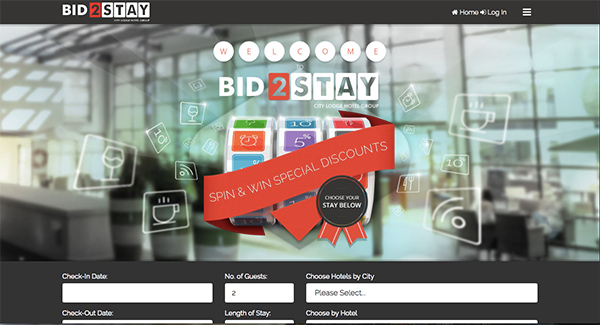 BID2STAY
CITY LODGE HOTEL GROUP
Home Log In
WELCOME
TO
BID2STAY
CITY LODGE HOTEL GROUP
10
5%
SPIN & WIN SPECIAL DISCOUNTS
CHOOSE YOUR
STAY BELOW
Check-In Date:
No. of Guests:
Choose Hotels by City
2
Please Select...
Check-Out Date:
Length of Stay:
Choose by Hotel